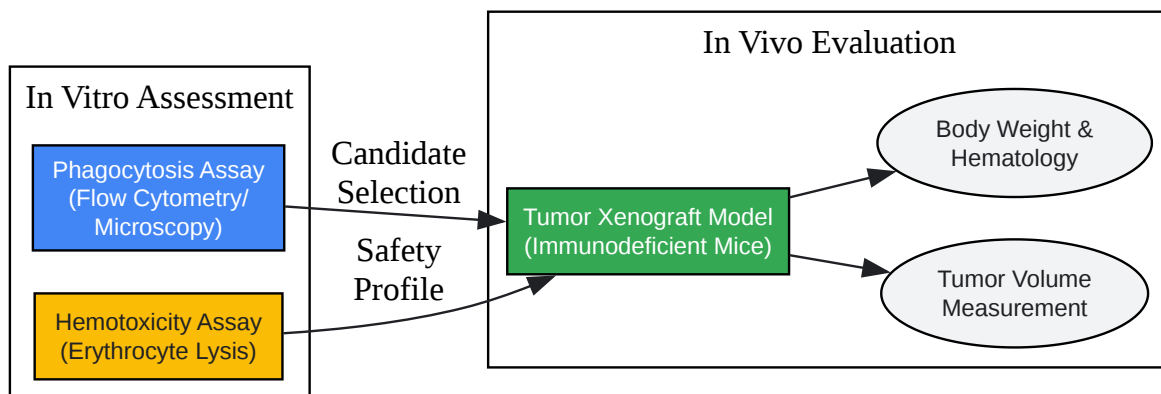 In Vitro Assessment
Phagocytosis Assay
(Flow Cytometry/
Microscopy)
Hemotoxicity Assay
(Erythrocyte Lysis)
Candidate
Selection
Safety
Profile
In Vivo Evaluation
Tumor Xenograft Model
(Immunodeficient Mice)
Body Weight &
Hematology
Tumor Volume
Measurement